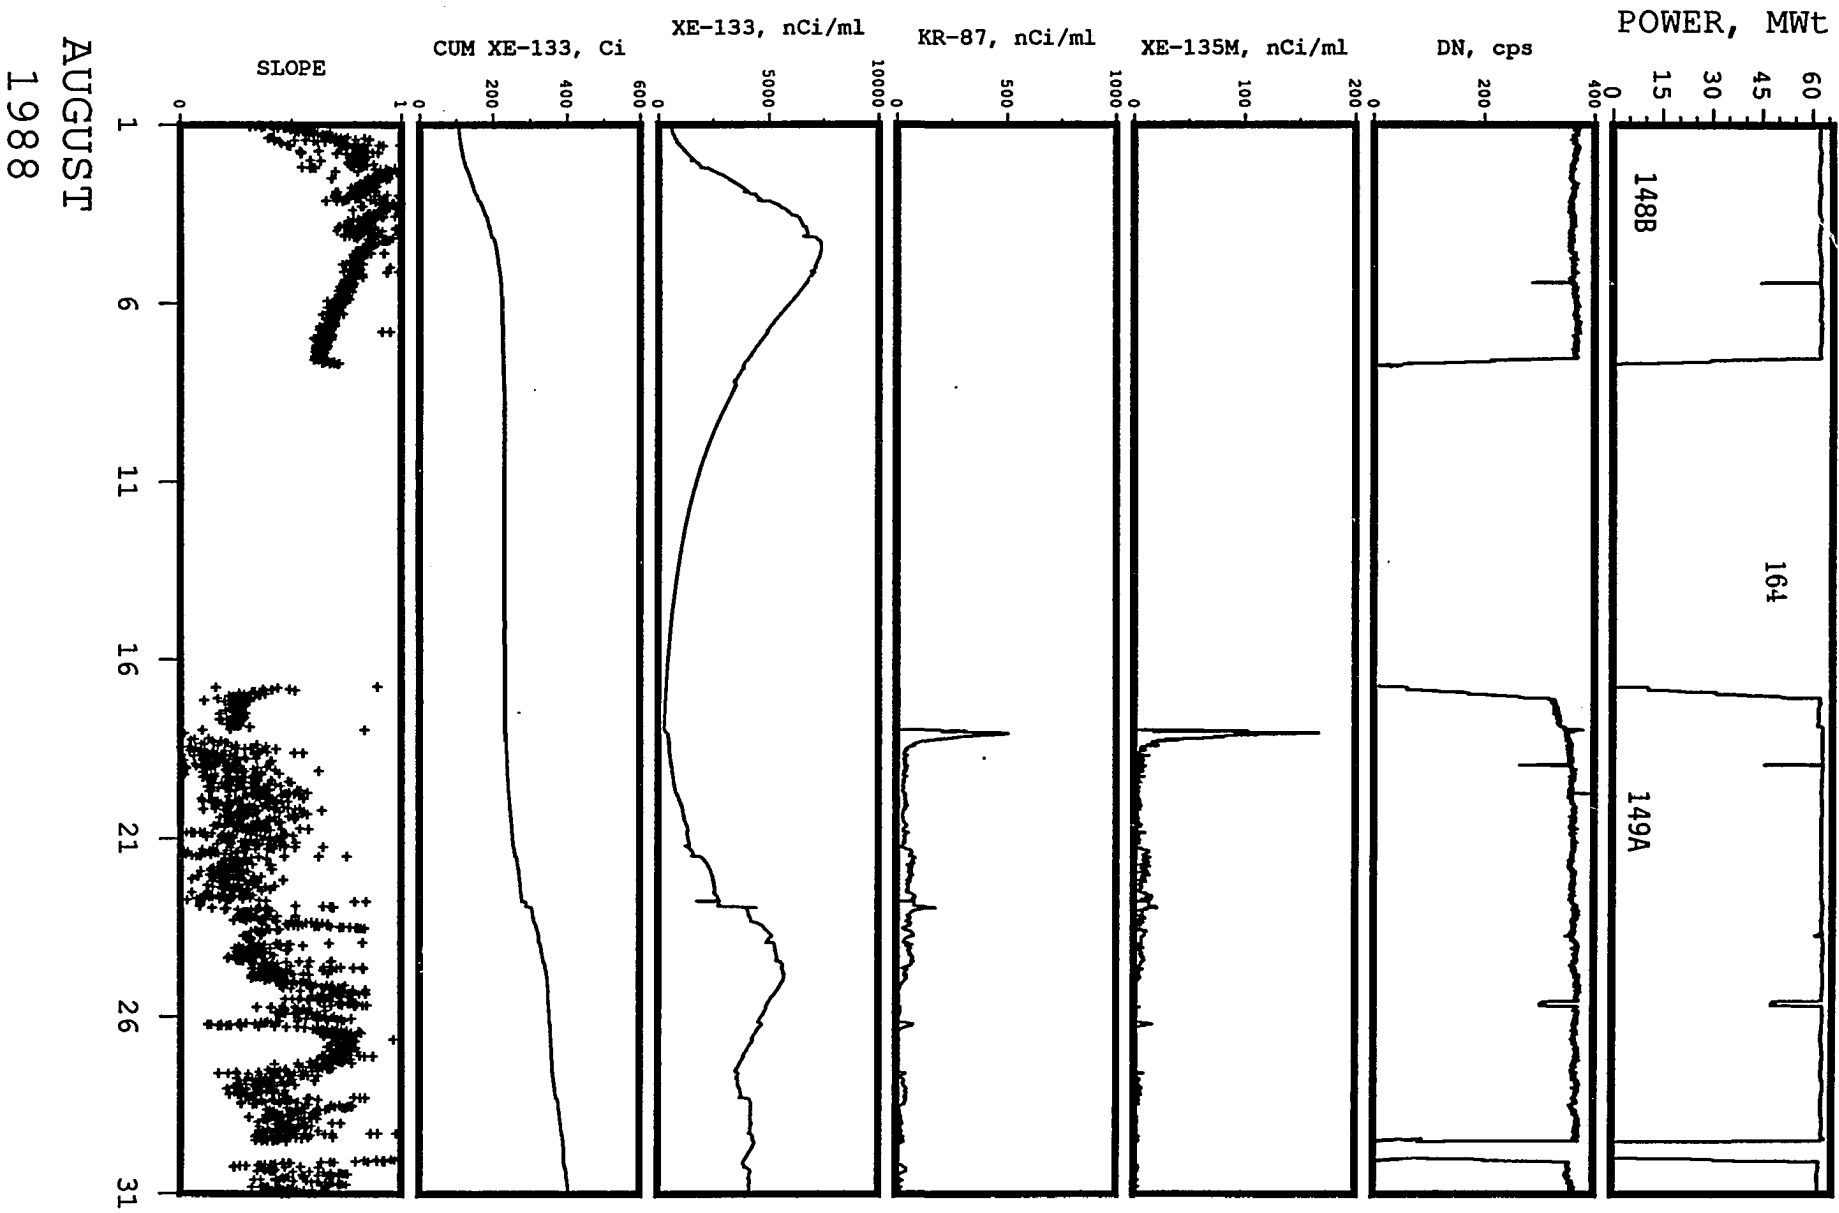 POWER, MWt
0 15 30 45 60
148B
164
149A
DN, cps
0 200 400
XE-135M, nCi/ml
0 100 200
KR-87, nCi/ml
0 500 1000
XE-133, nCi/ml
0 5000 10000
CUM XE-133, Ci
0 200 400 600
SLOPE
0 1
1 6 11 16 21 26 31
AUGUST
1988